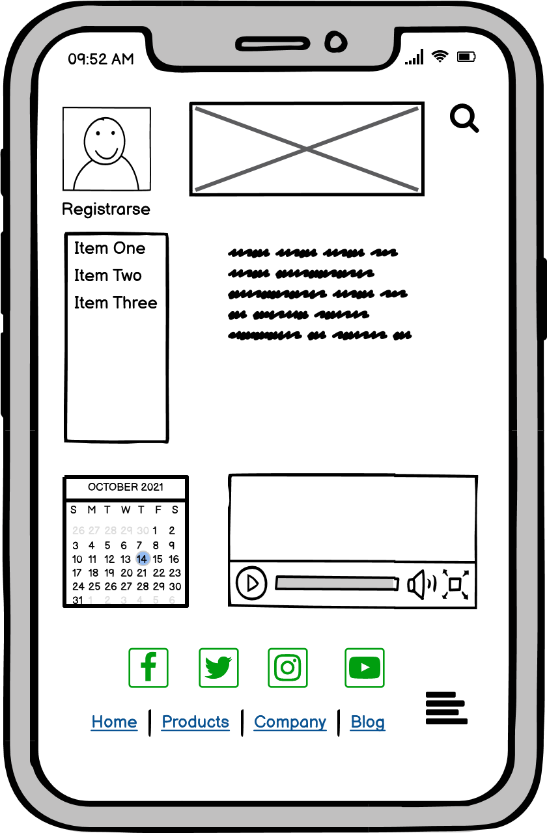 09:52 AM
Registrarse
Item One
Item Two
Item Three
OCTOBER 2021
S M T W T F S
26 27 28 29 30 1 2
3 4 5 6 7 8 9
10 11 12 13 14 15 16
17 18 19 20 21 22 23
24 25 26 27 28 29 30
31 1 2 3 4 5 6
Home Products Company Blog